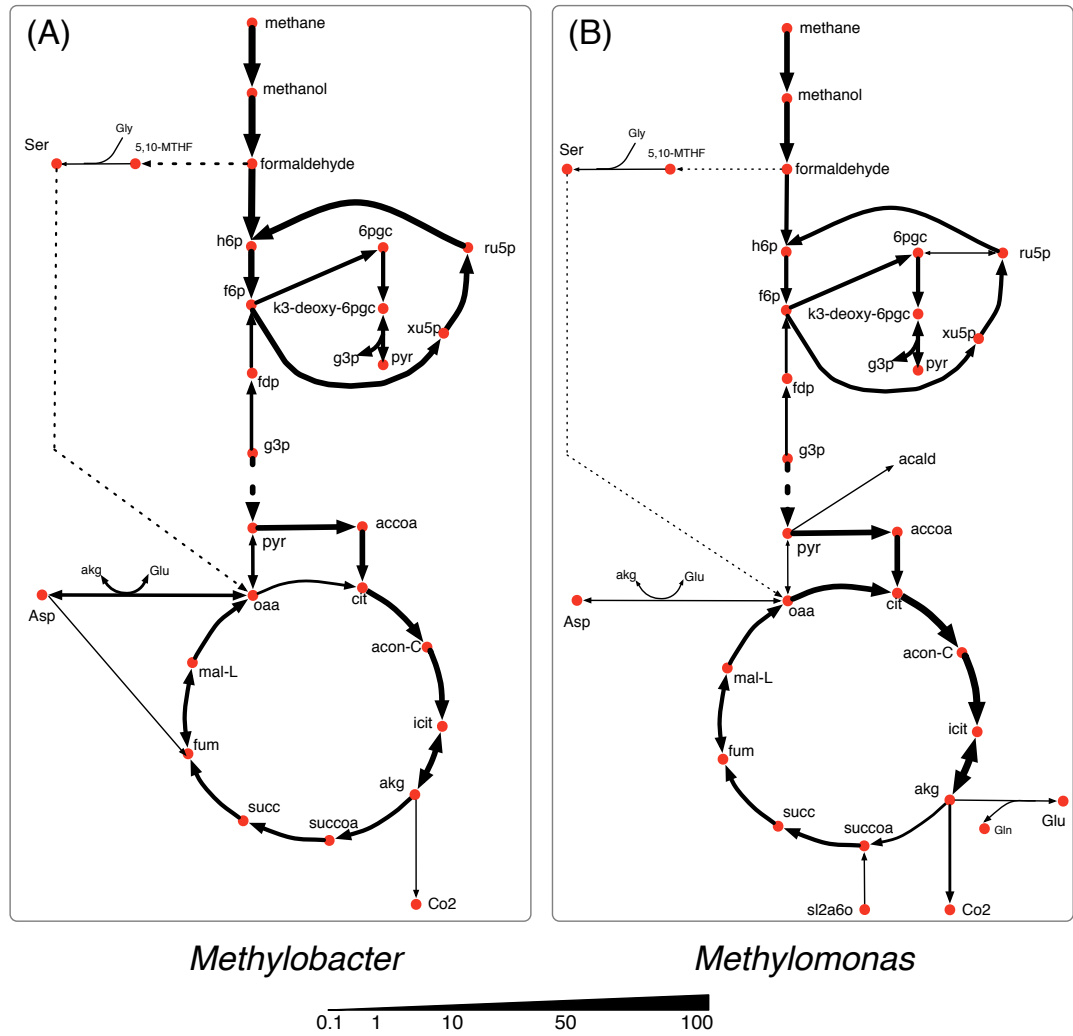 (A)
methane
methanol
Gly
Ser
5,10-MTHF
formaldehyde
h6p
6pgc
ru5p
f6p
k3-deoxy-6pgc
xu5p
g3p
pyr
fdp
g3p
pyr
accoa
akg
Glu
Asp
oaa
cit
acon-C
mal-L
icit
fum
akg
succ
succoa
Co2
Methylobacter
(B)
methane
methanol
Gly
Ser
5,10-MTHF
formaldehyde
h6p
6pgc
ru5p
f6p
k3-deoxy-6pgc
xu5p
g3p
pyr
fdp
g3p
acald
pyr
accoa
akg
Glu
Asp
oaa
cit
acon-C
mal-L
icit
fum
akg
succ
succoa
Gln
Glu
sl2a6o
Co2
Methylomonas
0.1 1 10 50 100